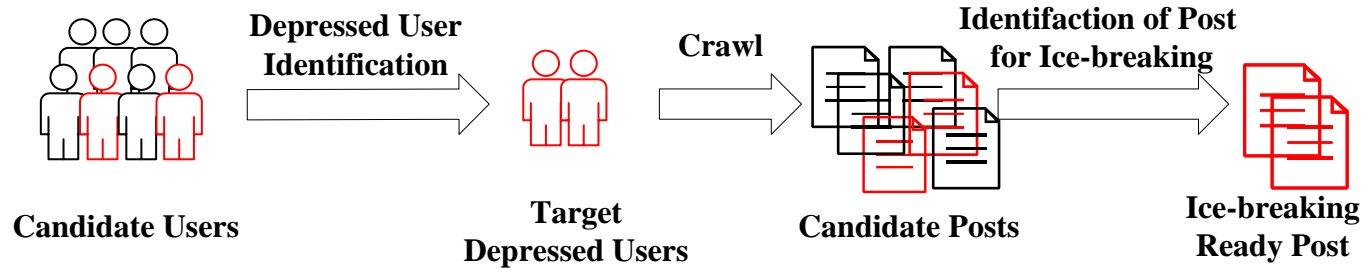 Depressed User
Identification
Crawl
Identifaction of Post
for Ice-breaking
Candidate Users
Target
Depressed Users
Candidate Posts
Ice-breaking
Ready Post